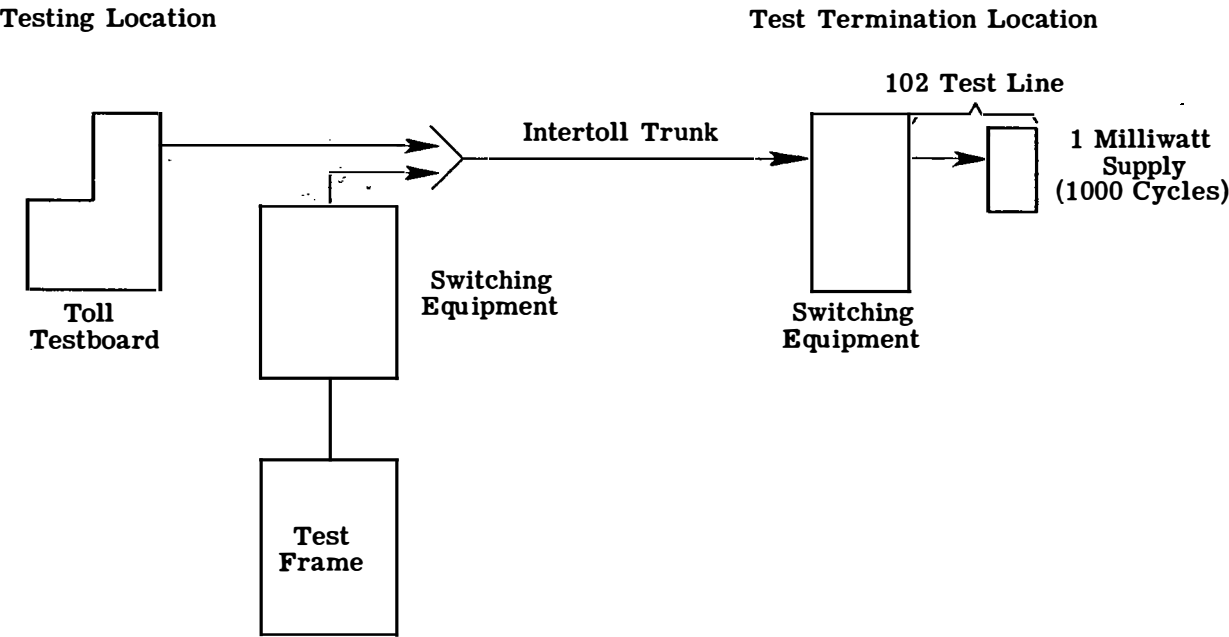 Testing Location
Test Termination Location
102 Test Line
Intertoll Trunk
1 Milliwatt
Supply
(1000 Cycles)
Toll
Testboard
Switching
Equipment
Switching
Equipment
Test
Frame